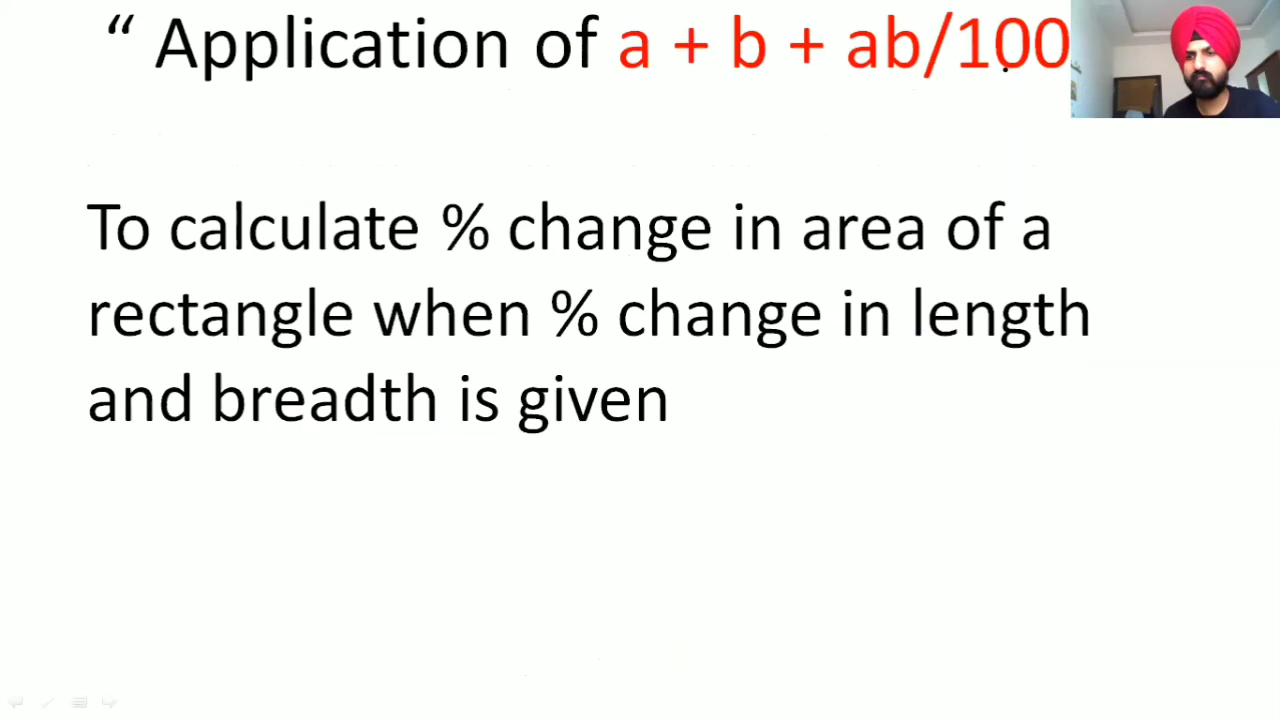 “ Application of a + b + ab/100
To calculate % change in area of a
rectangle when % change in length
and breadth is given